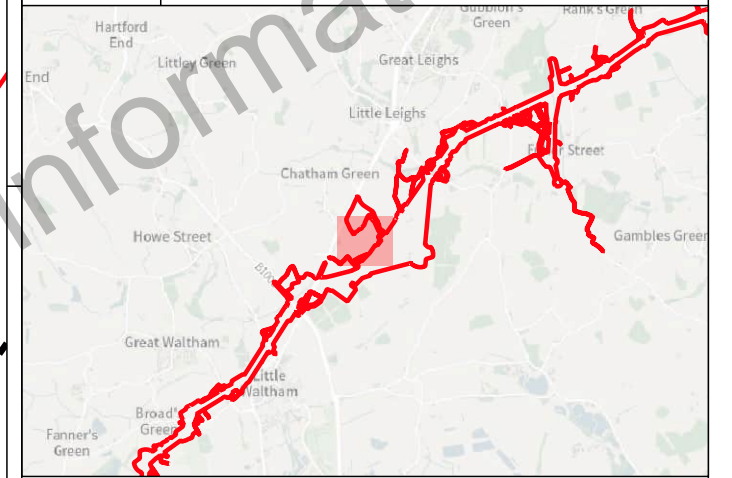 Gubbion's
Green
Rank's Green
Hartford
End
Littley Green
Great Leighs
End
Little Leighs
Informat
Chatham Green
Howe Street
Gambles Green
Great Waltham
Little
Waltham
Broad's
Green
Fanner's
Green